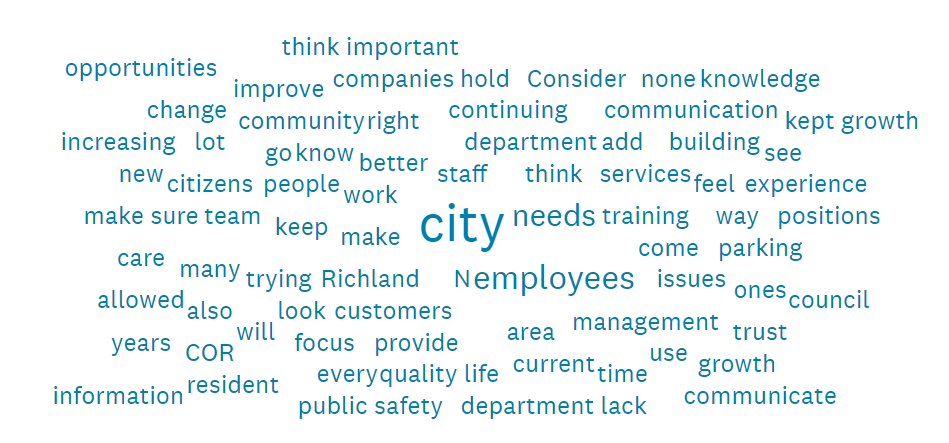 think important
opportunities
improve companies hold Consider none knowledge
change community right continuing communication kept growth
increasing lot go know better department add building see
new citizens people work staff think services feel experience
make sure team keep make city needs training way positions
come parking
care many trying Richland N employees issues ones council
allowed also look customers
years COR will focus provide area management trust
use growth
information resident every quality life current time communicate
public safety department lack